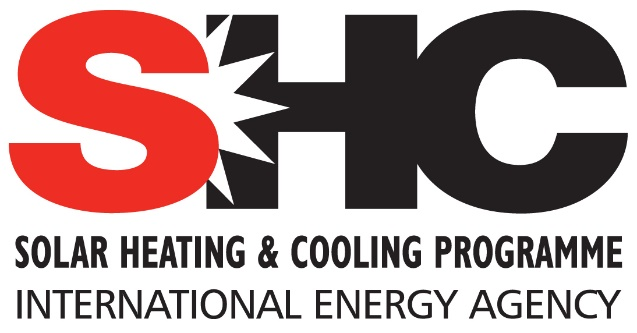 SHC
SOLAR HEATING & COOLING PROGRAMME
INTERNATIONAL ENERGY AGENCY